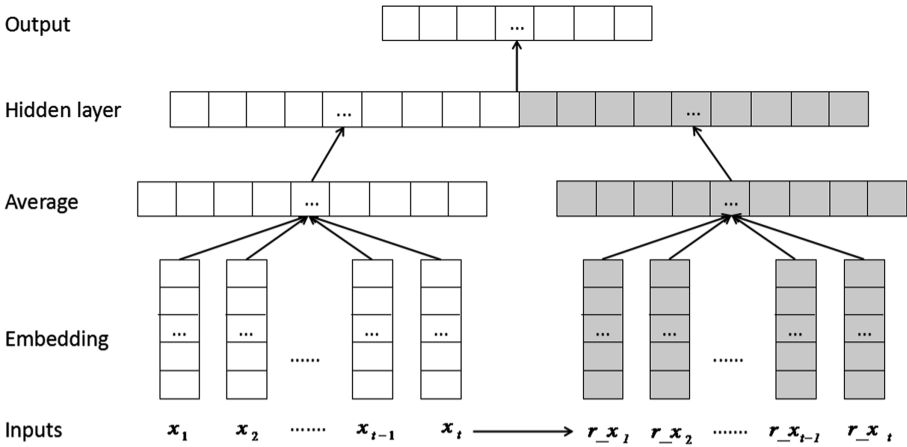 Output
...
Hidden layer ... ...
Average ... ...
Embedding ... ... ... ... ... ... ... ...
...... ......
Inputs x₁ x₂ ....... xₜ₋₁ xₜ r_x₁ r_x₂ ....... r_xₜ₋₁ r_xₜ